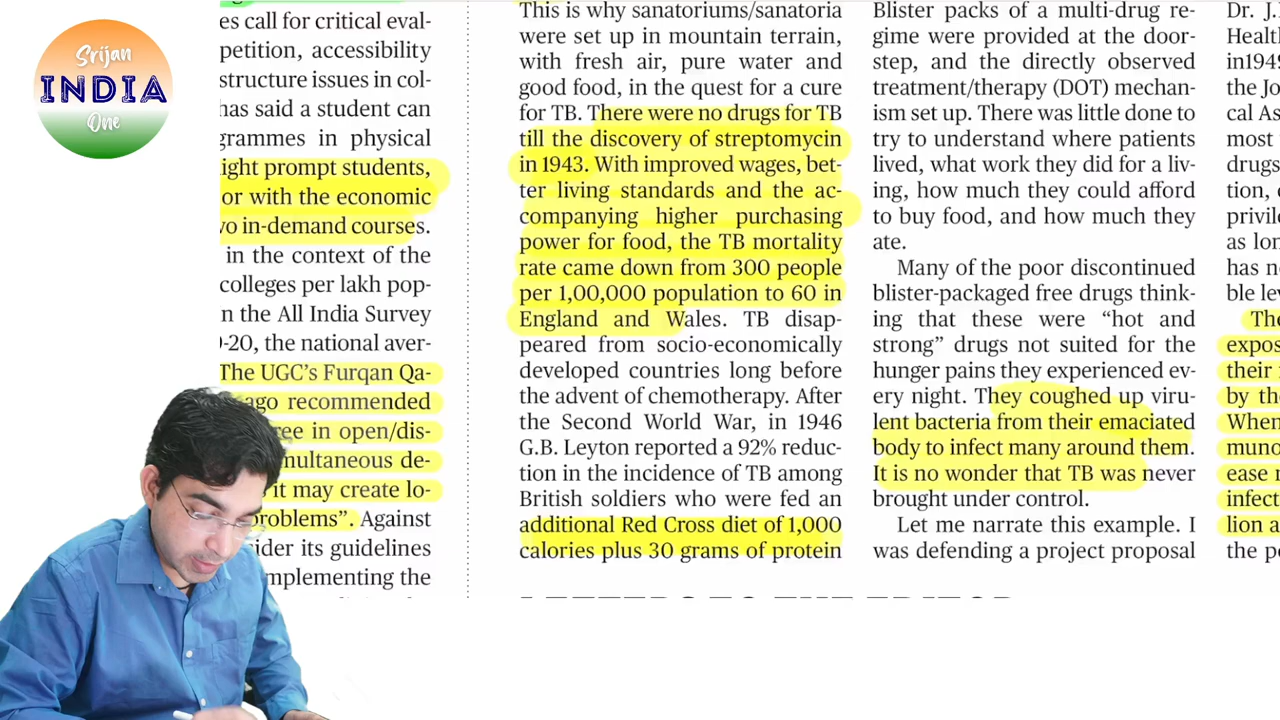 Srijan
INDIA
One
es call for critical eval-
petition, accessibility
structure issues in col-
has said a student can
grammes in physical
ight prompt students,
or with the economic
wo in-demand courses.
in the context of the
colleges per lakh pop-
n the All India Survey
-20, the national aver-
The UGC's Furqan Qa-
ago recommended
ree in open/dis-
multaneous de-
it may create lo-
problems". Against
sider its guidelines
mplementing the
This is why sanatoriums/sanatoria
were set up in mountain terrain,
with fresh air, pure water and
good food, in the quest for a cure
for TB. There were no drugs for TB
till the discovery of streptomycin
in 1943. With improved wages, bet-
ter living standards and the ac-
companying higher purchasing
power for food, the TB mortality
rate came down from 300 people
per 1,00,000 population to 60 in
England and Wales. TB disap-
peared from socio-economically
developed countries long before
the advent of chemotherapy. After
the Second World War, in 1946
G.B. Leyton reported a 92% reduc-
tion in the incidence of TB among
British soldiers who were fed an
additional Red Cross diet of 1,000
calories plus 30 grams of protein
Blister packs of a multi-drug re-
gime were provided at the door-
step, and the directly observed
treatment/therapy (DOT) mechan-
ism set up. There was little done to
try to understand where patients
lived, what work they did for a liv-
ing, how much they could afford
to buy food, and how much they
ate.
Many of the poor discontinued
blister-packaged free drugs think-
ing that these were "hot and
strong" drugs not suited for the
hunger pains they experienced ev-
ery night. They coughed up viru-
lent bacteria from their emaciated
body to infect many around them.
It is no wonder that TB was never
brought under control.
Let me narrate this example. I
was defending a project proposal
Dr. J.
Healt
in1949
the Jo
cal As
most
drugs
tion, c
privile
as lon
has n
ble lev
The
expos
their
by the
When
muno
ease
infect
lion a
the p